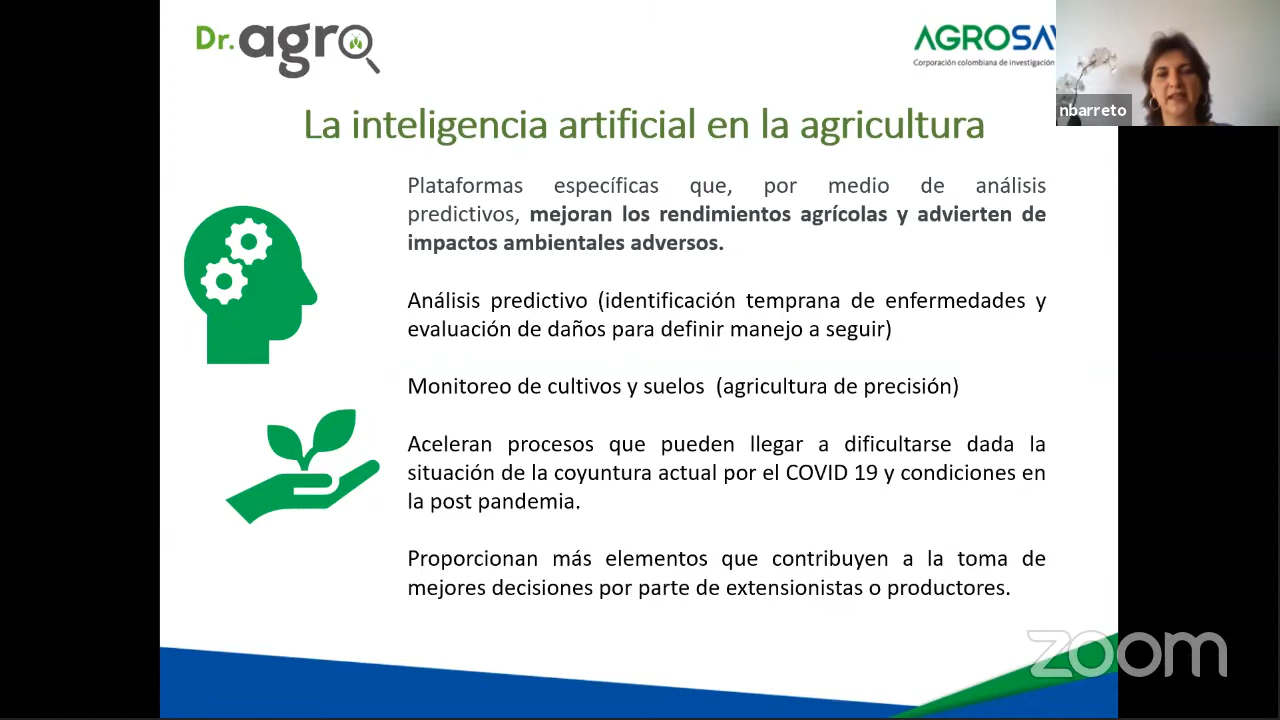 Dr.agro
AGROSAV
Corporación colombiana de investigación
nbarreto
La inteligencia artificial en la agricultura
Plataformas específicas que, por medio de análisis
predictivos, mejoran los rendimientos agrícolas y advierten de
impactos ambientales adversos.
Análisis predictivo (identificación temprana de enfermedades y
evaluación de daños para definir manejo a seguir)
Monitoreo de cultivos y suelos (agricultura de precisión)
Aceleran procesos que pueden llegar a dificultarse dada la
situación de la coyuntura actual por el COVID 19 y condiciones en
la post pandemia.
Proporcionan más elementos que contribuyen a la toma de
mejores decisiones por parte de extensionistas o productores.
zoom